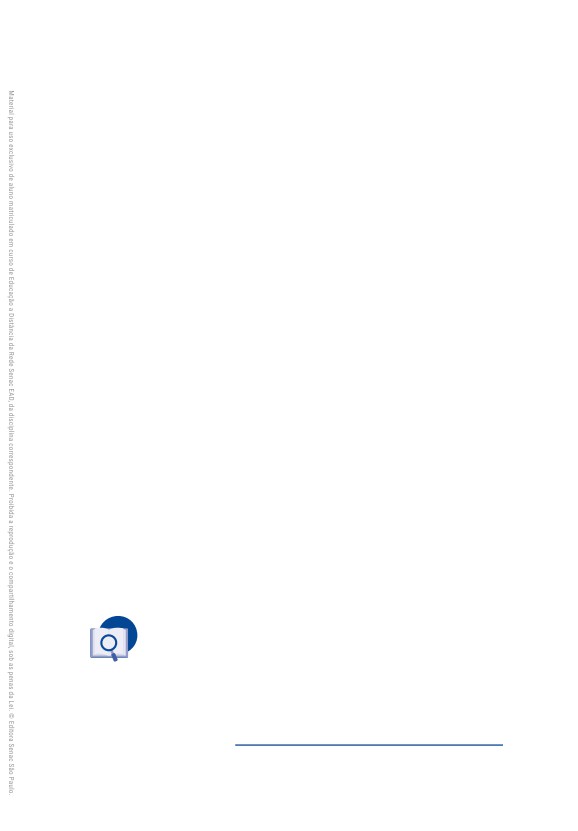 Material para uso exclusivo de aluno matriculado em curso de Educação a Distância da Rede Senac EAD, da disciplina correspondente. Proibida a reprodução e o compartilhamento digital, sob as penas da Lei. © Editora Senac São Paulo.